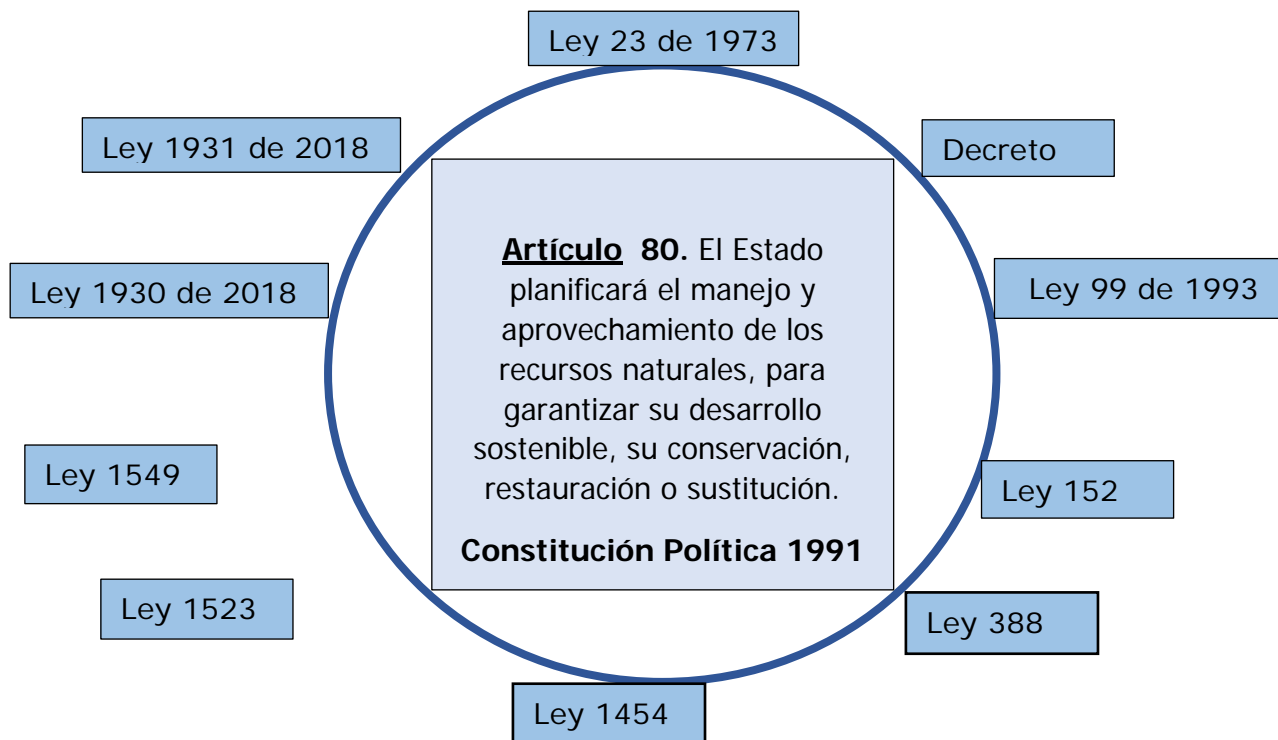 Ley 23 de 1973
Ley 1931 de 2018
Decreto
Ley 1930 de 2018
Ley 99 de 1993
Artículo 80. El Estado
planificará el manejo y
aprovechamiento de los
recursos naturales, para
garantizar su desarrollo
sostenible, su conservación,
restauración o sustitución.
Constitución Política 1991
Ley 1549
Ley 152
Ley 1523
Ley 388
Ley 1454